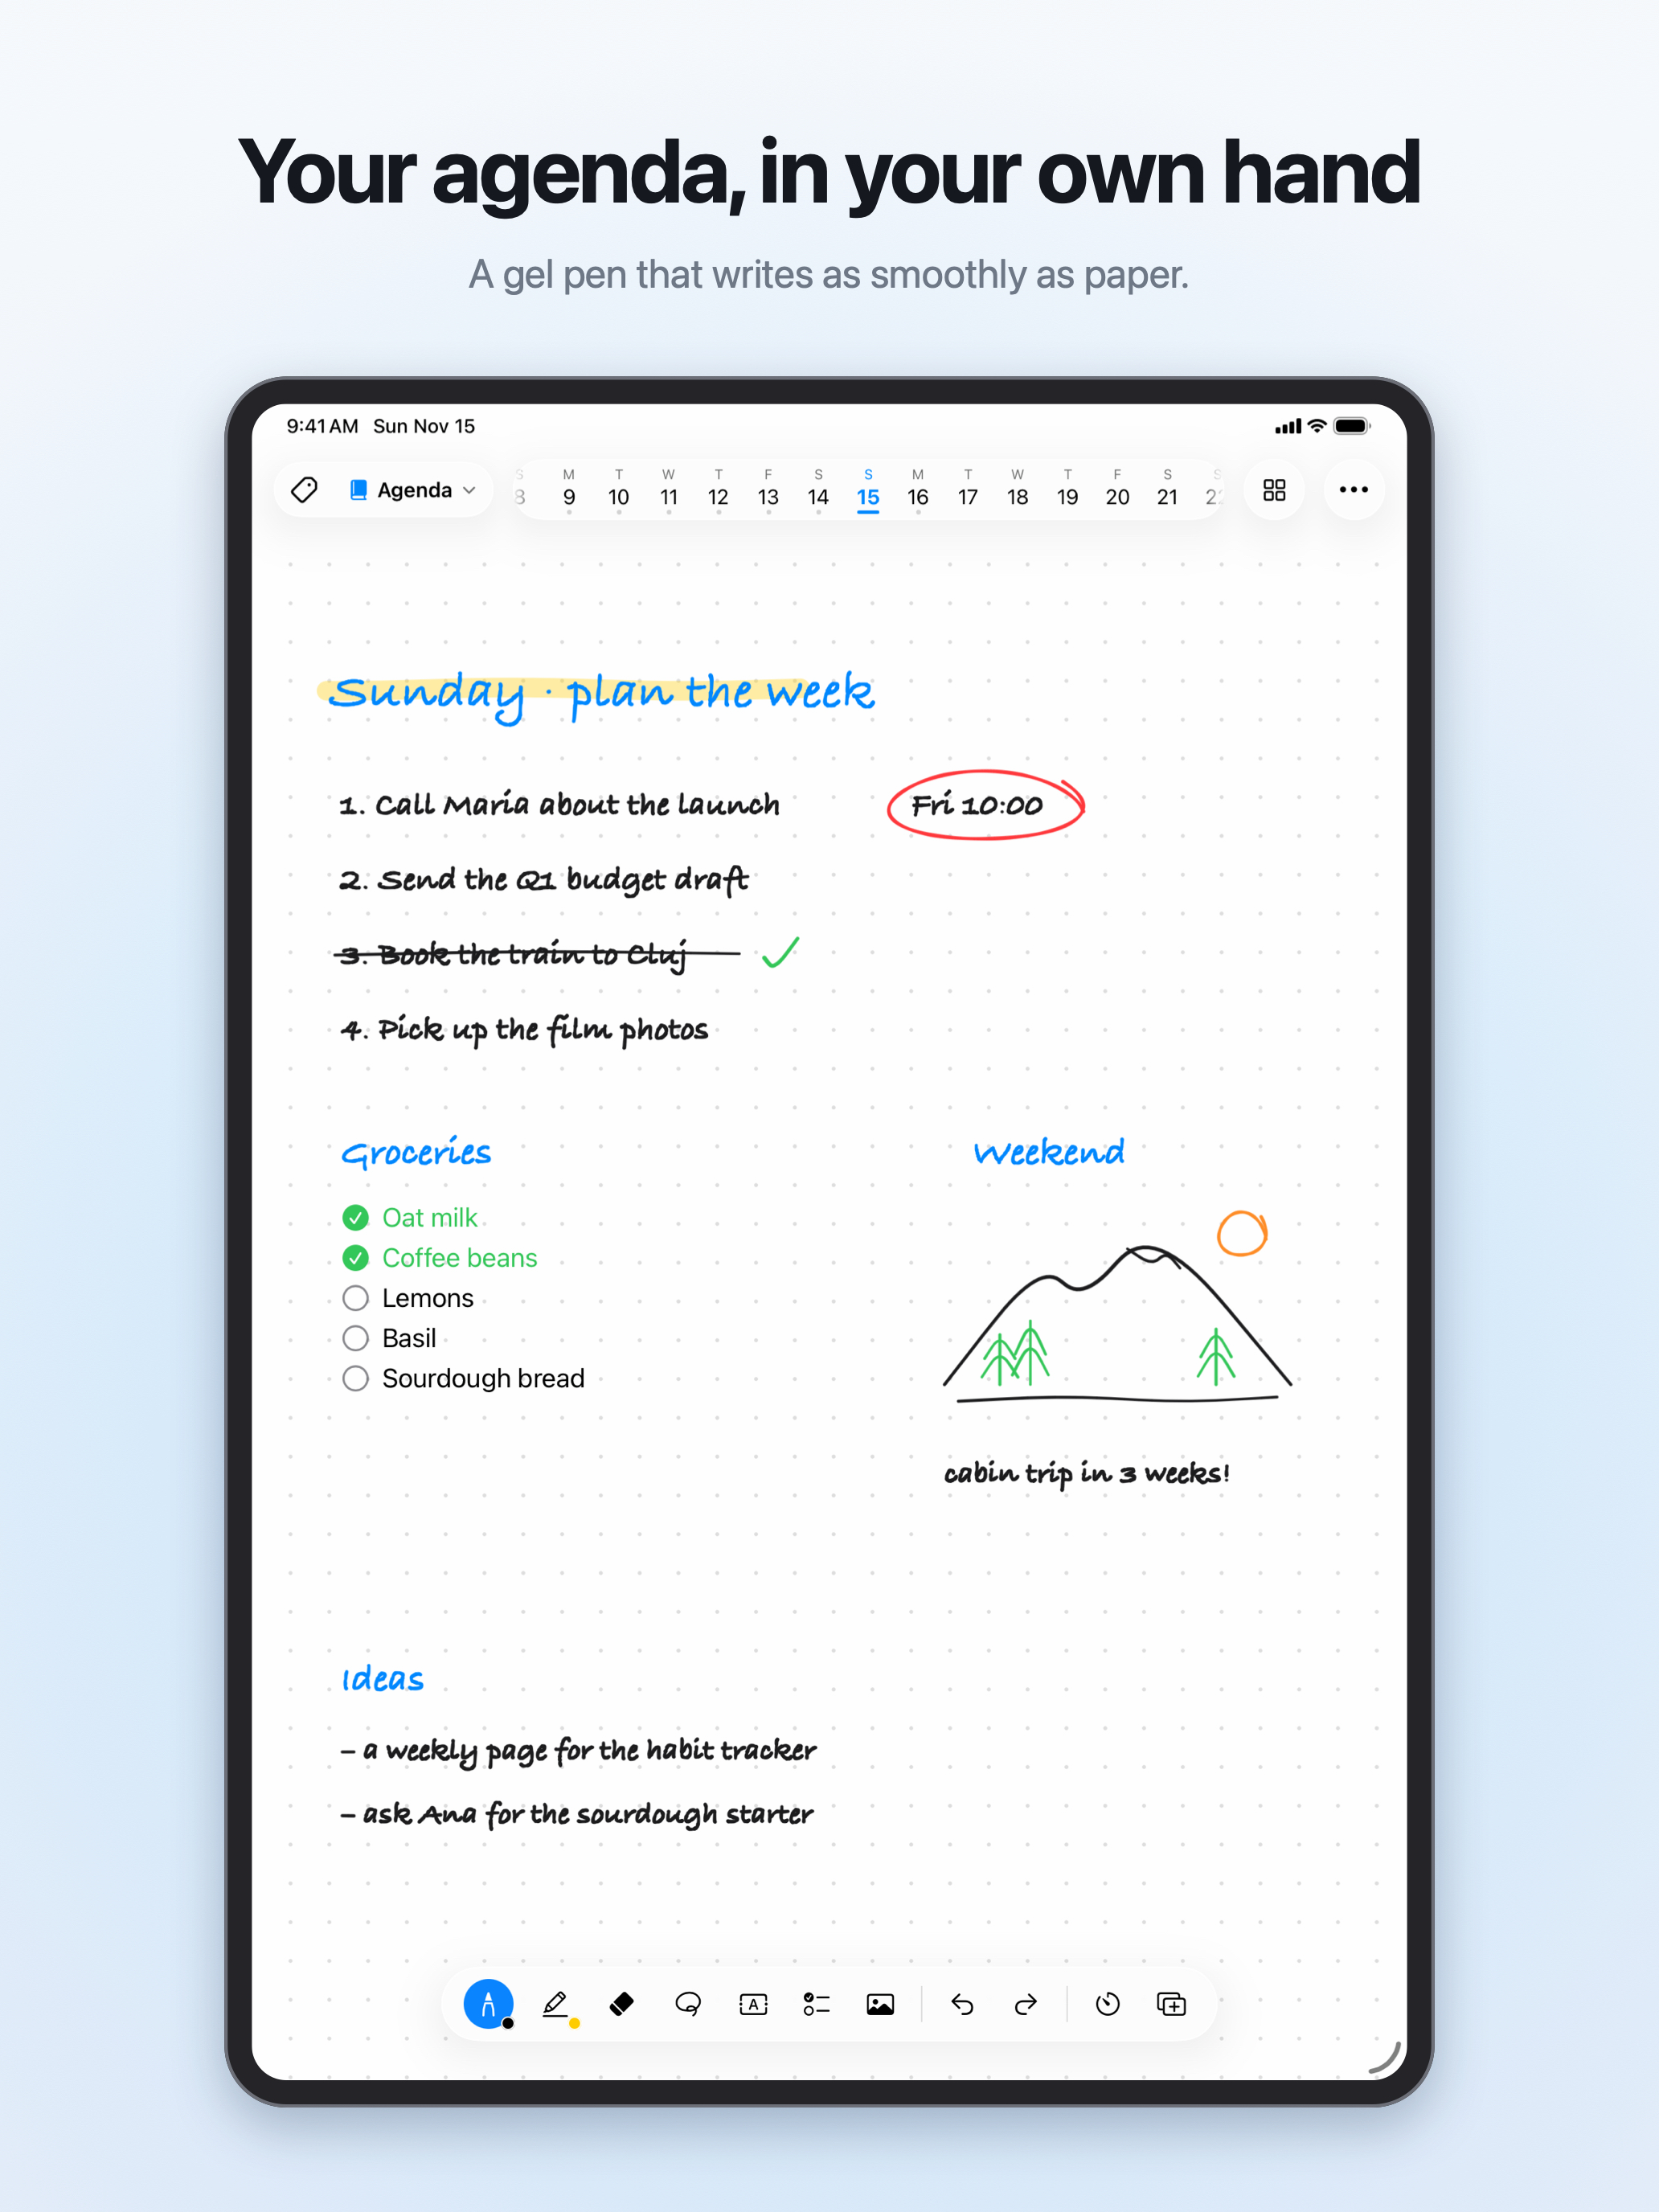 Your agenda, in your own hand
A gel pen that writes as smoothly as paper.
9:41 AM Sun Nov 15
Agenda
S M T W T F S S M T W T F S S
8 9 10 11 12 13 14 15 16 17 18 19 20 21 22
Sunday · plan the week
1. Call Maria about the launch Fri 10:00
2. Send the Q1 budget draft
3. Book the train to Cluj
4. Pick up the film photos
Groceries Weekend
Oat milk
Coffee beans
Lemons
Basil
Sourdough bread
cabin trip in 3 weeks!
Ideas
– a weekly page for the habit tracker
– ask Ana for the sourdough starter
A